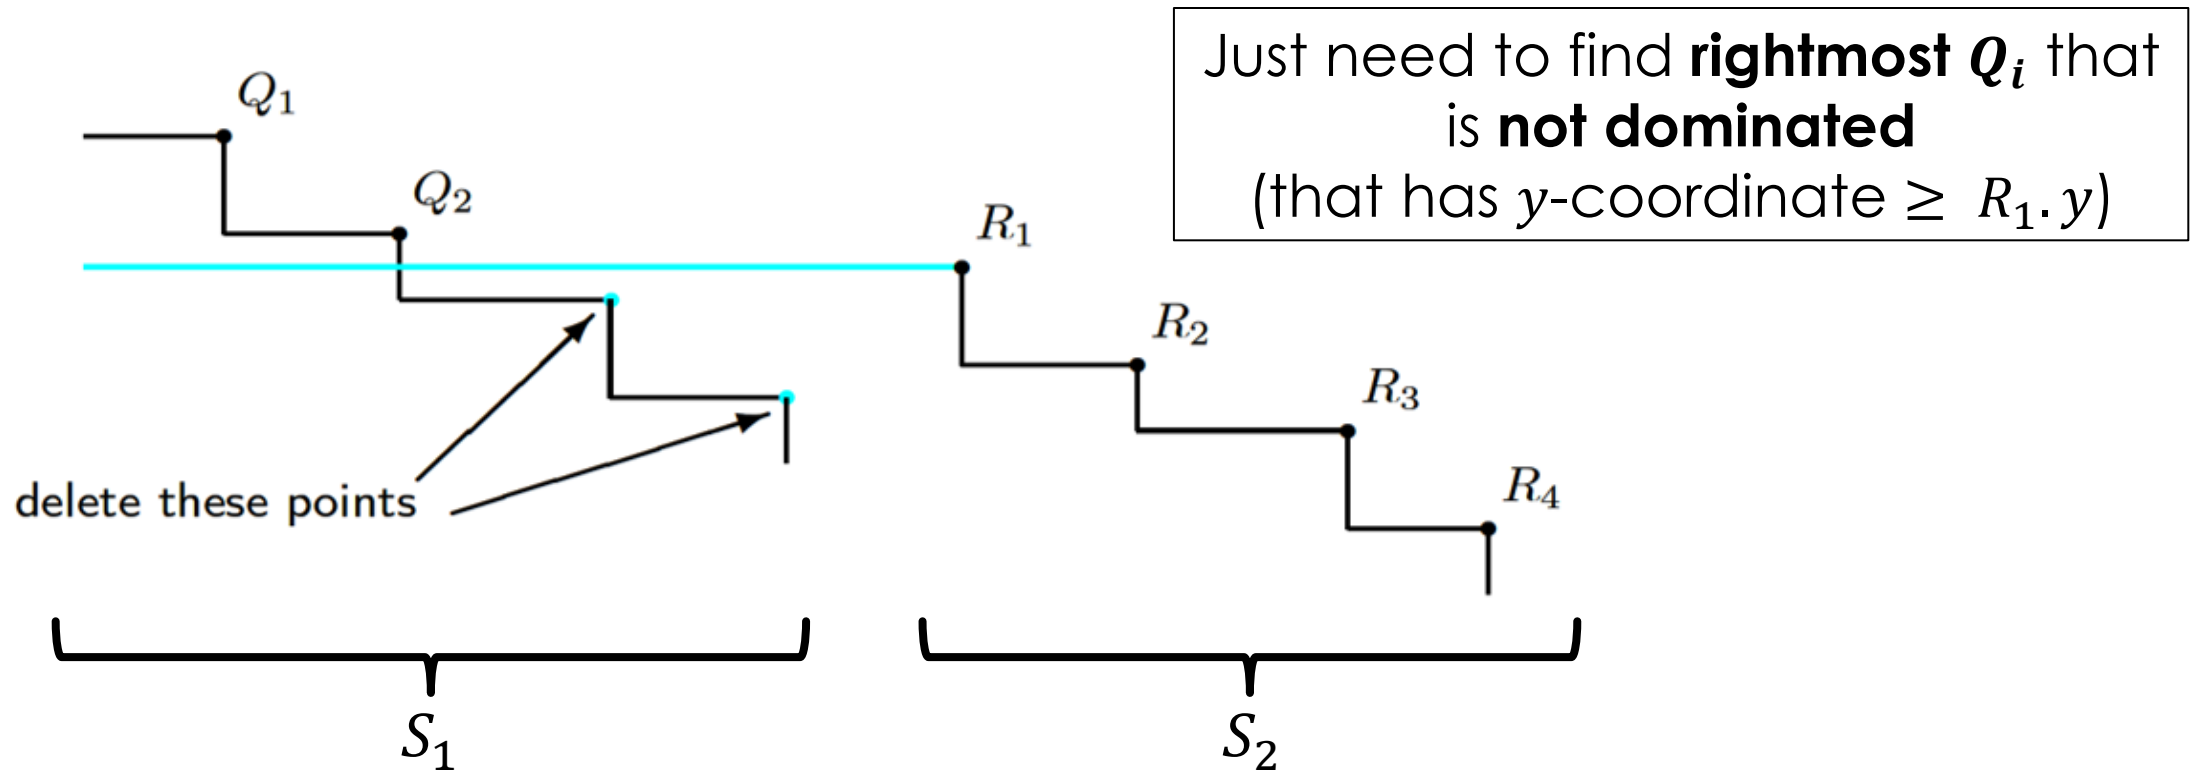 Just need to find rightmost Qᵢ that
is not dominated
(that has y-coordinate ≥ R₁.y)
Q₁
Q₂
R₁
R₂
R₃
R₄
delete these points
S₁
S₂